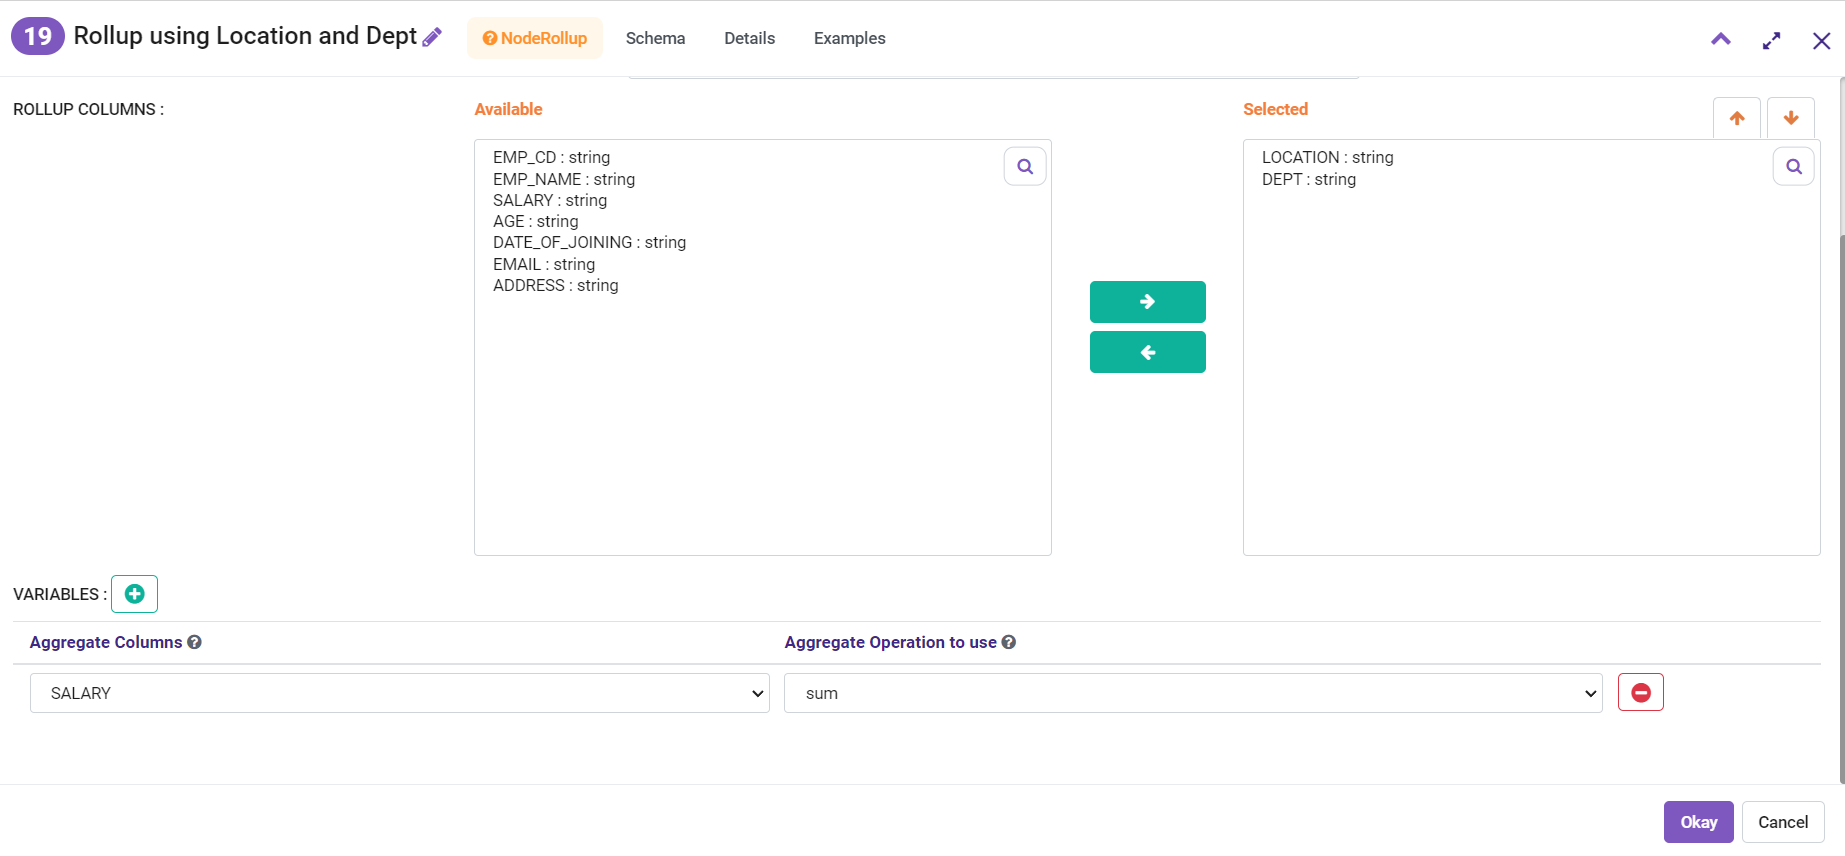 19 Rollup using Location and Dept NodeRollup Schema Details Examples
ROLLUP COLUMNS : Available Selected
EMP_CD : string
EMP_NAME : string
SALARY : string
AGE : string
DATE_OF_JOINING : string
EMAIL : string
ADDRESS : string
LOCATION : string
DEPT : string
VARIABLES :
Aggregate Columns Aggregate Operation to use
SALARY sum
Okay Cancel